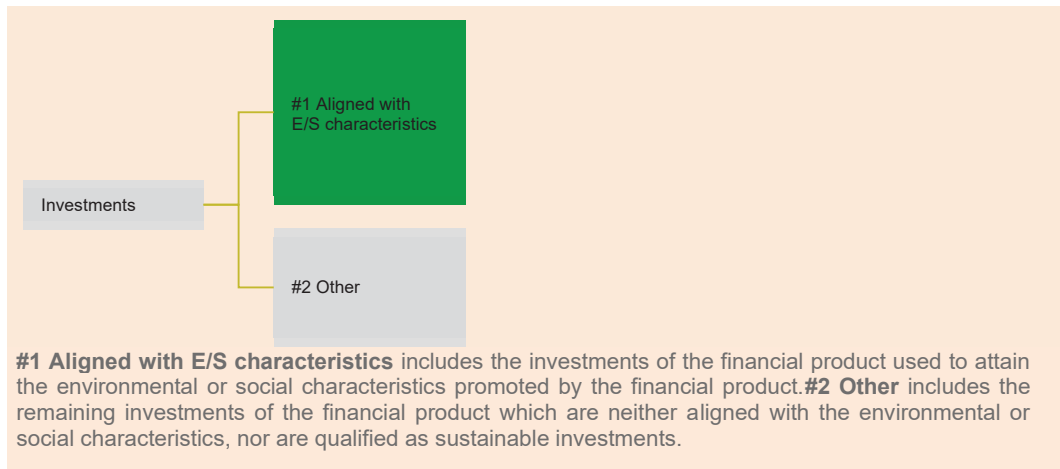 #1 Aligned with
E/S characteristics
Investments
#2 Other
#1 Aligned with E/S characteristics includes the investments of the financial product used to attain
the environmental or social characteristics promoted by the financial product.#2 Other includes the
remaining investments of the financial product which are neither aligned with the environmental or
social characteristics, nor are qualified as sustainable investments.